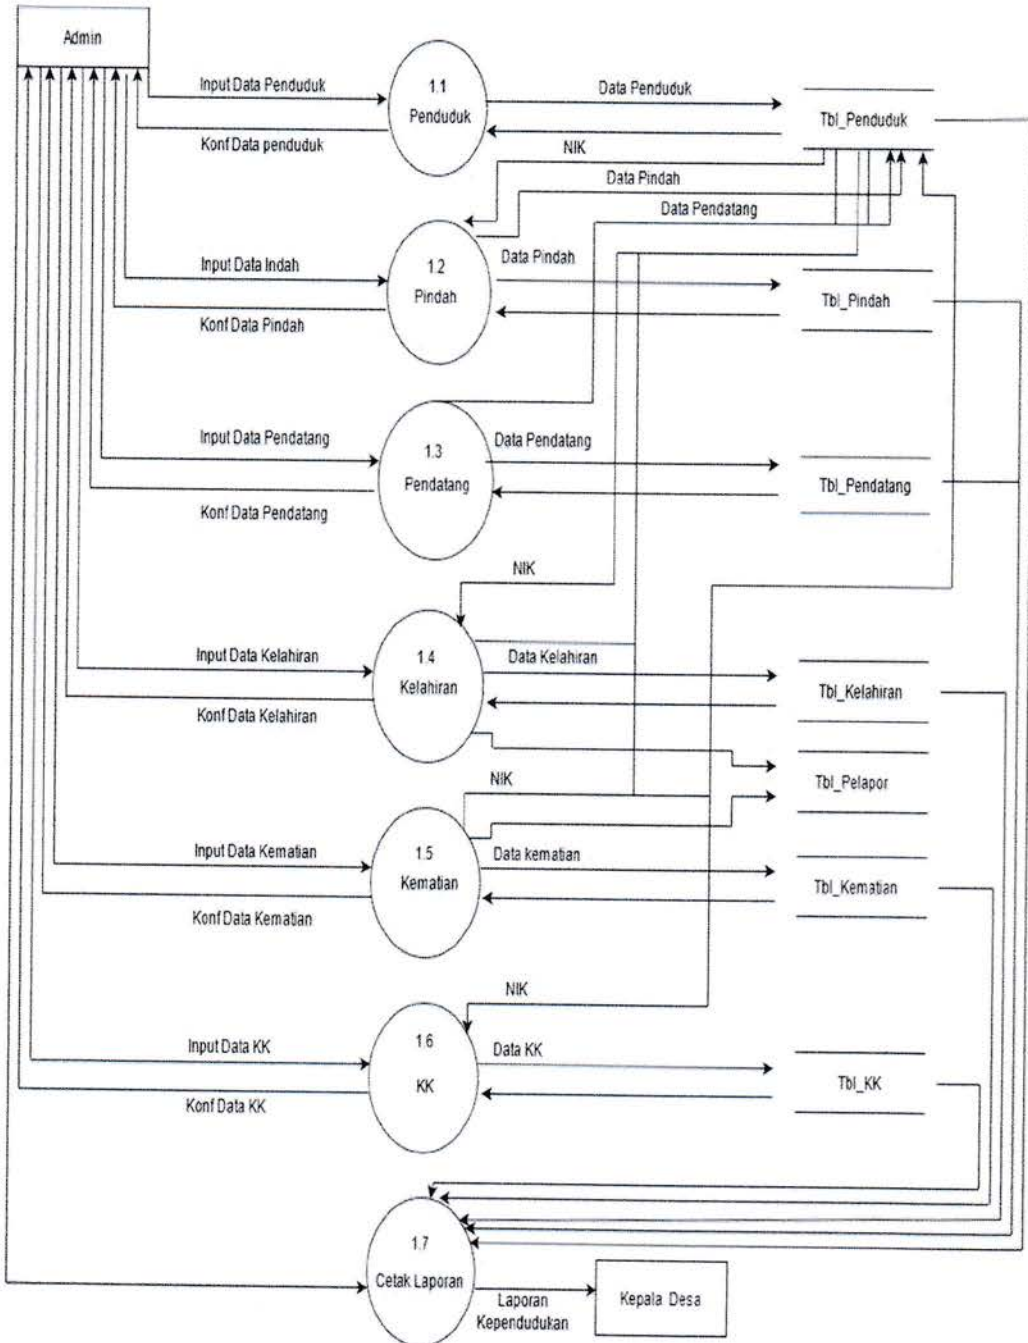 Admin
Input Data Penduduk
1.1
Penduduk
Data Penduduk
Tbl_Penduduk
Konf Data penduduk
NIK
Data Pindah
Data Pendatang
Input Data Indah
1.2
Pindah
Data Pindah
Tbl_Pindah
Konf Data Pindah
Input Data Pendatang
1.3
Pendatang
Data Pendatang
Tbl_Pendatang
Konf Data Pendatang
NIK
Input Data Kelahiran
1.4
Kelahiran
Data Kelahiran
Tbl_Kelahiran
Konf Data Kelahiran
NIK
Tbl_Pelapor
Input Data Kematian
1.5
Kematian
Data kematian
Tbl_Kematian
Konf Data Kematian
NIK
Input Data KK
1.6
KK
Data KK
Tbl_KK
Konf Data KK
1.7
Cetak Laporan
Laporan
Kependudukan
Kepala Desa